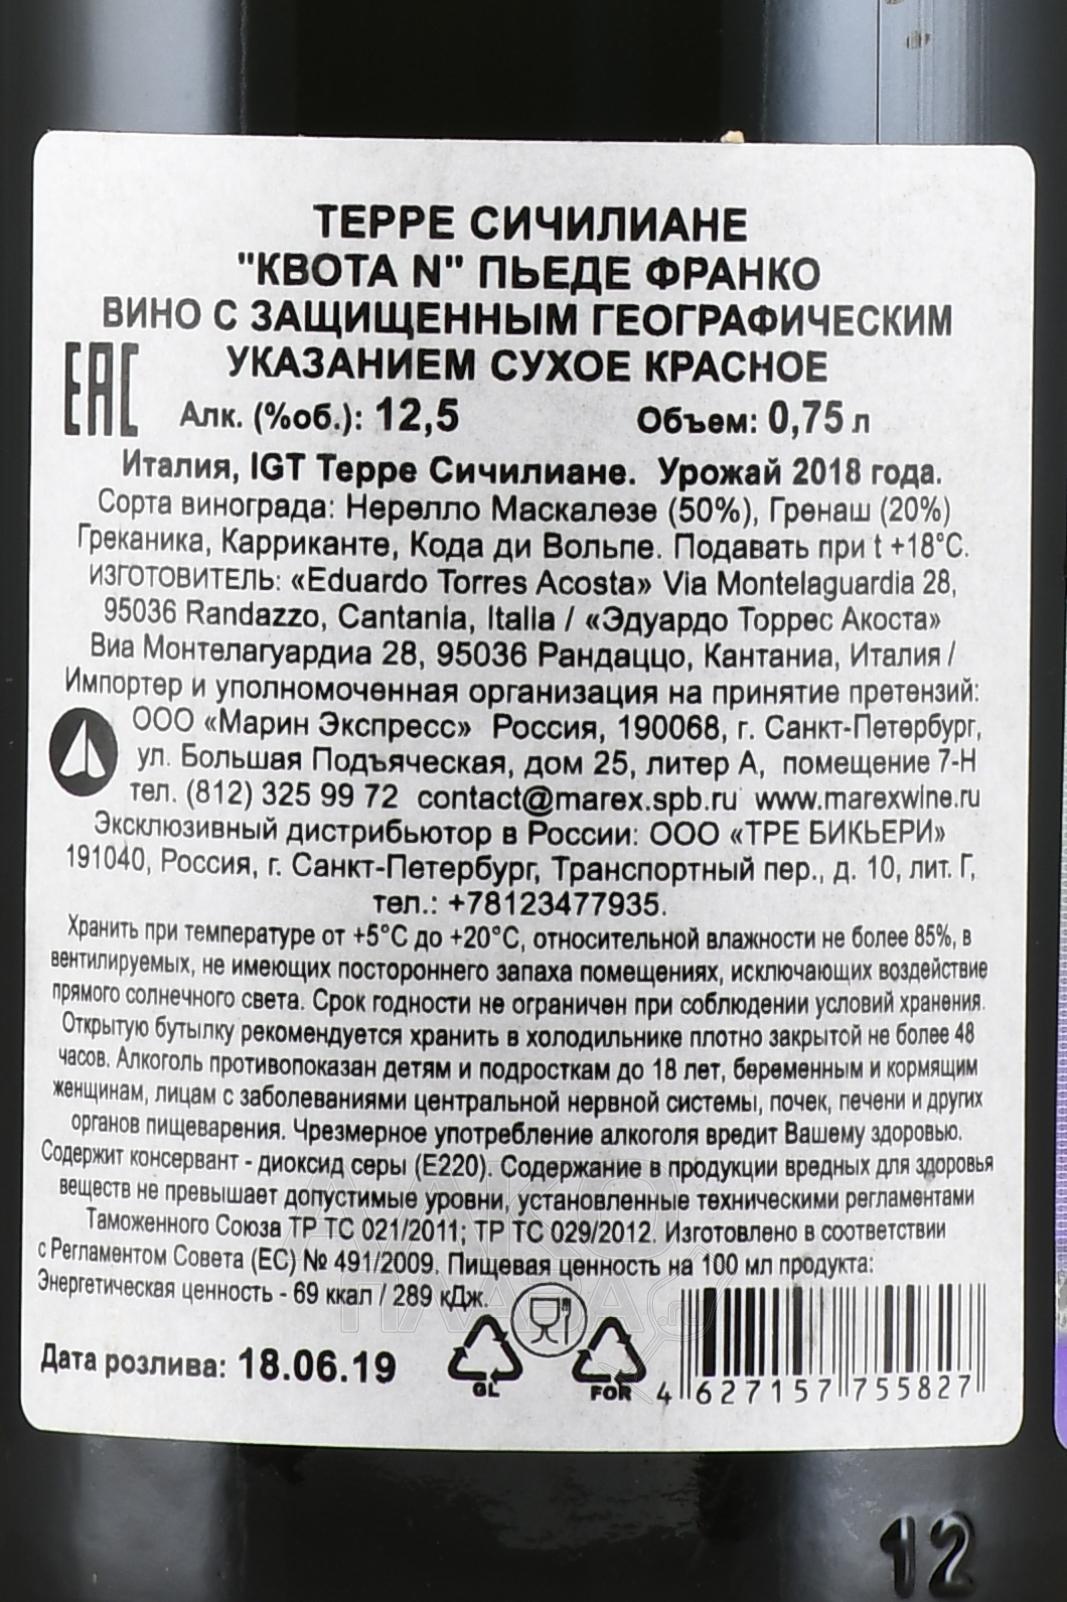 ТЕРРЕ СИЧИЛИАНЕ
"КВОТА N" ПЬЕДЕ ФРАНКО
ВИНО С ЗАЩИЩЕННЫМ ГЕОГРАФИЧЕСКИМ
УКАЗАНИЕМ СУХОЕ КРАСНОЕ
ЕАС
Алк. (%об.): 12,5 Объем: 0,75 л
Италия, IGT Терре Сичилиане. Урожай 2018 года.
Сорта винограда: Нерелло Маскалезе (50%), Гренаш (20%)
Греканика, Карриканте, Кода ди Вольпе. Подавать при t +18°С.
ИЗГОТОВИТЕЛЬ: «Eduardo Torres Acosta» Via Montelaguardia 28,
95036 Randazzo, Cantania, Italia / «Эдуардо Торрес Акоста»
Виа Монтелагуардиа 28, 95036 Рандаццо, Кантаниа, Италия /
Импортер и уполномоченная организация на принятие претензий:
ООО «Марин Экспресс» Россия, 190068, г. Санкт-Петербург,
ул. Большая Подъяческая, дом 25, литер А, помещение 7-Н
тел. (812) 325 99 72 contact@marex.spb.ru www.marexwine.ru
Эксклюзивный дистрибьютор в России: ООО «ТРЕ БИКЬЕРИ»
191040, Россия, г. Санкт-Петербург, Транспортный пер., д. 10, лит. Г,
тел.: +78123477935.
Хранить при температуре от +5°С до +20°С, относительной влажности не более 85%, в
вентилируемых, не имеющих постороннего запаха помещениях, исключающих воздействие
прямого солнечного света. Срок годности не ограничен при соблюдении условий хранения.
Открытую бутылку рекомендуется хранить в холодильнике плотно закрытой не более 48
часов. Алкоголь противопоказан детям и подросткам до 18 лет, беременным и кормящим
женщинам, лицам с заболеваниями центральной нервной системы, почек, печени и других
органов пищеварения. Чрезмерное употребление алкоголя вредит Вашему здоровью.
Содержит консервант - диоксид серы (Е220). Содержание в продукции вредных для здоровья
веществ не превышает допустимые уровни, установленные техническими регламентами
Таможенного Союза ТР ТС 021/2011; ТР ТС 029/2012. Изготовлено в соответствии
с Регламентом Совета (ЕС) № 491/2009. Пищевая ценность на 100 мл продукта:
Энергетическая ценность - 69 ккал / 289 кДж.
Дата розлива: 18.06.19
GL
FOR
4 627157 755827
12